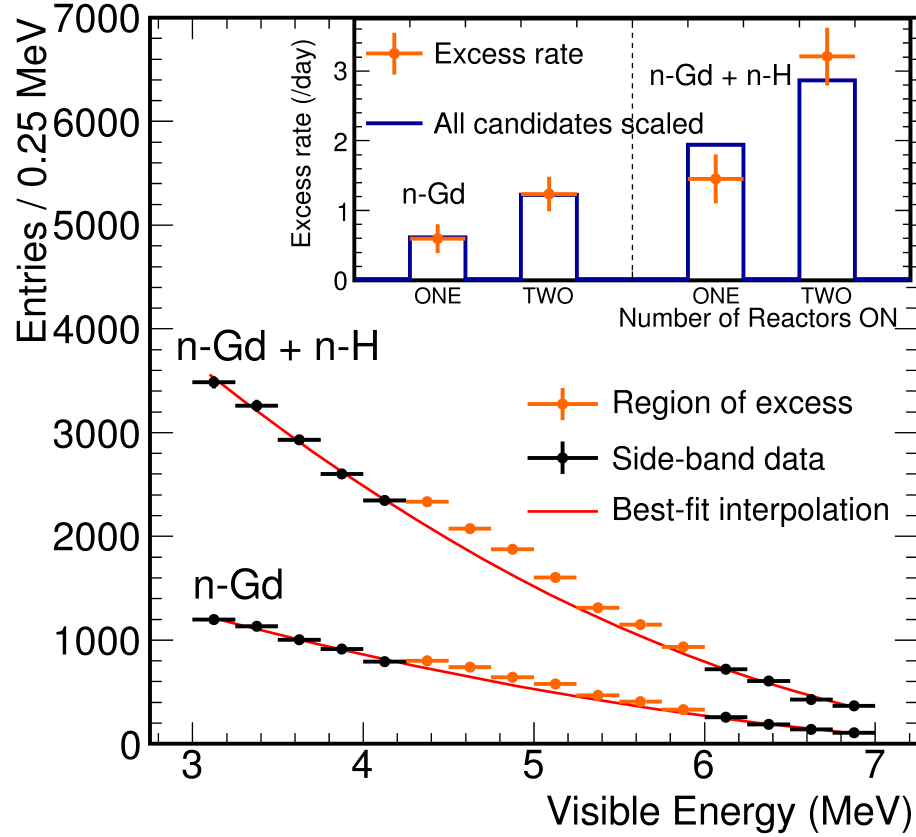 7000
6000
5000
4000
3000
2000
1000
0
Entries / 0.25 MeV
3
4
5
6
7
Visible Energy (MeV)
n-Gd + n-H
n-Gd
Region of excess
Side-band data
Best-fit interpolation
Excess rate (/day)
3
2
1
0
Excess rate
All candidates scaled
n-Gd
n-Gd + n-H
ONE
TWO
ONE
TWO
Number of Reactors ON